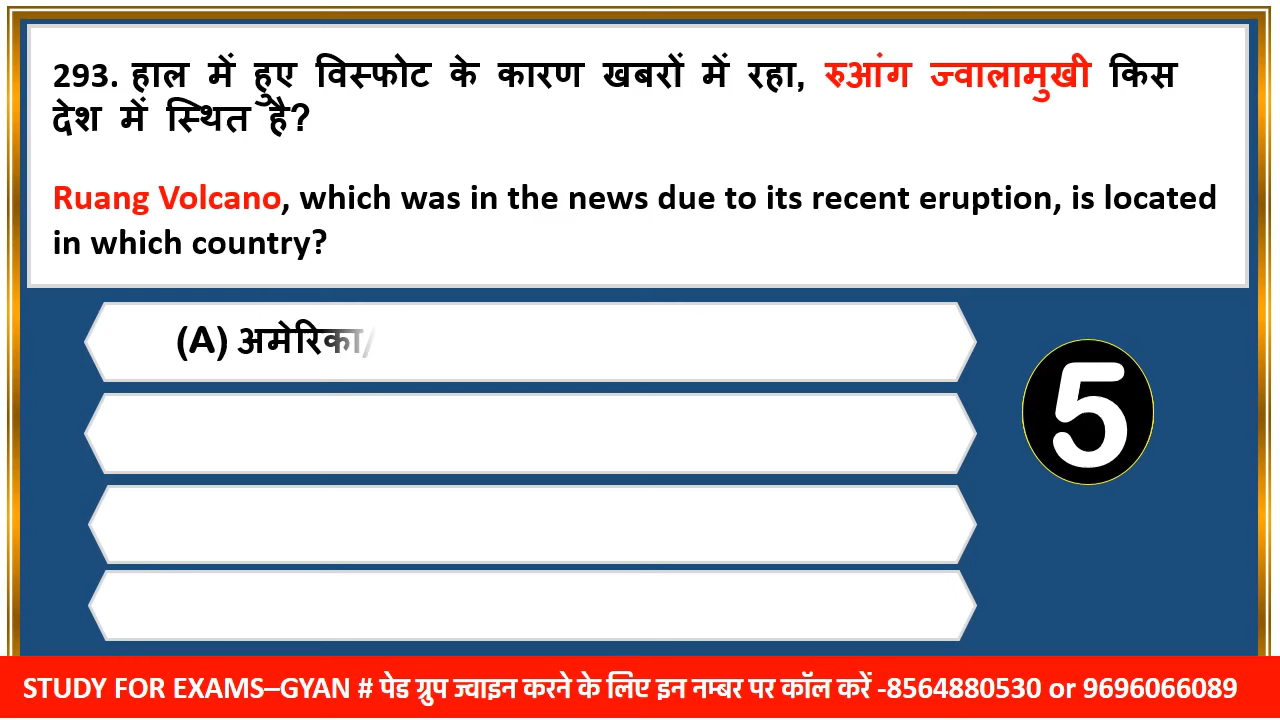 293. हाल में हुए विस्फोट के कारण खबरों में रहा, रुआंग ज्वालामुखी किस
देश में स्थित है?
Ruang Volcano, which was in the news due to its recent eruption, is located
in which country?
(A) अमेरिका/
5
STUDY FOR EXAMS–GYAN # पेड ग्रुप ज्वाइन करने के लिए इन नम्बर पर कॉल करें -8564880530 or 9696066089